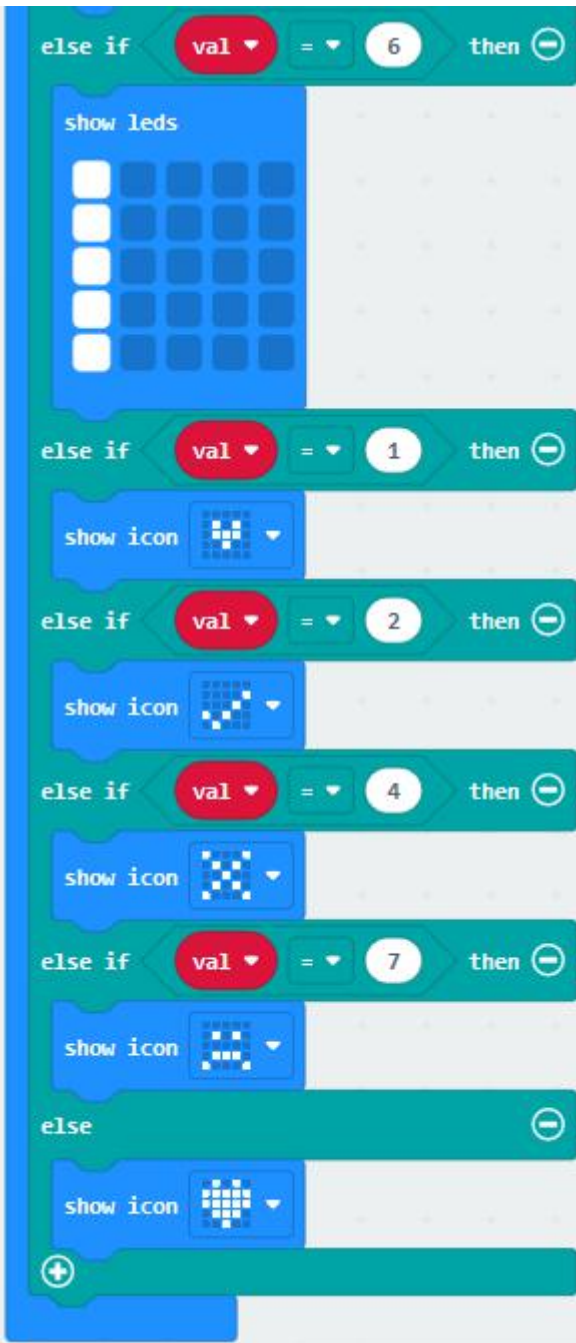 else if val = 6 then
show leds
else if val = 1 then
show icon
else if val = 2 then
show icon
else if val = 4 then
show icon
else if val = 7 then
show icon
else
show icon